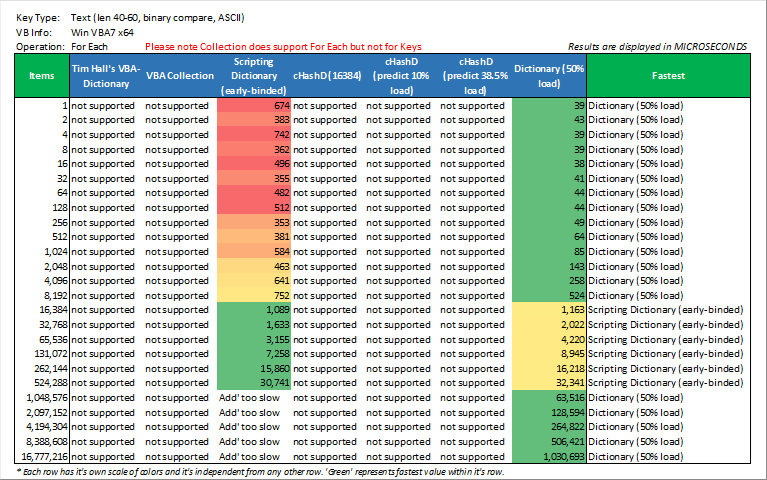 Key Type: Text (len 40-60, binary compare, ASCII)
VB Info: Win VBA7 x64
Operation: For Each Please note Collection does support For Each but not for Keys Results are displayed in MICROSECONDS
Items Tim Hall's VBA-Dictionary VBA Collection Scripting Dictionary (early-binded) cHashD (16384) cHashD (predict 10% load) cHashD (predict 38.5% load) Dictionary (50% load) Fastest
1 not supported not supported 674 not supported not supported not supported 39 Dictionary (50% load)
2 not supported not supported 383 not supported not supported not supported 43 Dictionary (50% load)
4 not supported not supported 742 not supported not supported not supported 39 Dictionary (50% load)
8 not supported not supported 362 not supported not supported not supported 39 Dictionary (50% load)
16 not supported not supported 496 not supported not supported not supported 38 Dictionary (50% load)
32 not supported not supported 355 not supported not supported not supported 41 Dictionary (50% load)
64 not supported not supported 482 not supported not supported not supported 44 Dictionary (50% load)
128 not supported not supported 512 not supported not supported not supported 44 Dictionary (50% load)
256 not supported not supported 353 not supported not supported not supported 49 Dictionary (50% load)
512 not supported not supported 381 not supported not supported not supported 64 Dictionary (50% load)
1,024 not supported not supported 584 not supported not supported not supported 85 Dictionary (50% load)
2,048 not supported not supported 463 not supported not supported not supported 143 Dictionary (50% load)
4,096 not supported not supported 641 not supported not supported not supported 258 Dictionary (50% load)
8,192 not supported not supported 752 not supported not supported not supported 524 Dictionary (50% load)
16,384 not supported not supported 1,089 not supported not supported not supported 1,163 Scripting Dictionary (early-binded)
32,768 not supported not supported 1,633 not supported not supported not supported 2,022 Scripting Dictionary (early-binded)
65,536 not supported not supported 3,155 not supported not supported not supported 4,220 Scripting Dictionary (early-binded)
131,072 not supported not supported 7,258 not supported not supported not supported 8,945 Scripting Dictionary (early-binded)
262,144 not supported not supported 15,860 not supported not supported not supported 16,218 Scripting Dictionary (early-binded)
524,288 not supported not supported 30,741 not supported not supported not supported 32,341 Scripting Dictionary (early-binded)
1,048,576 not supported not supported Add' too slow not supported not supported not supported 63,516 Dictionary (50% load)
2,097,152 not supported not supported Add' too slow not supported not supported not supported 128,594 Dictionary (50% load)
4,194,304 not supported not supported Add' too slow not supported not supported not supported 264,822 Dictionary (50% load)
8,388,608 not supported not supported Add' too slow not supported not supported not supported 506,421 Dictionary (50% load)
16,777,216 not supported not supported Add' too slow not supported not supported not supported 1,030,693 Dictionary (50% load)
* Each row has it's own scale of colors and it's independent from any other row. 'Green' represents fastest value within it's row.